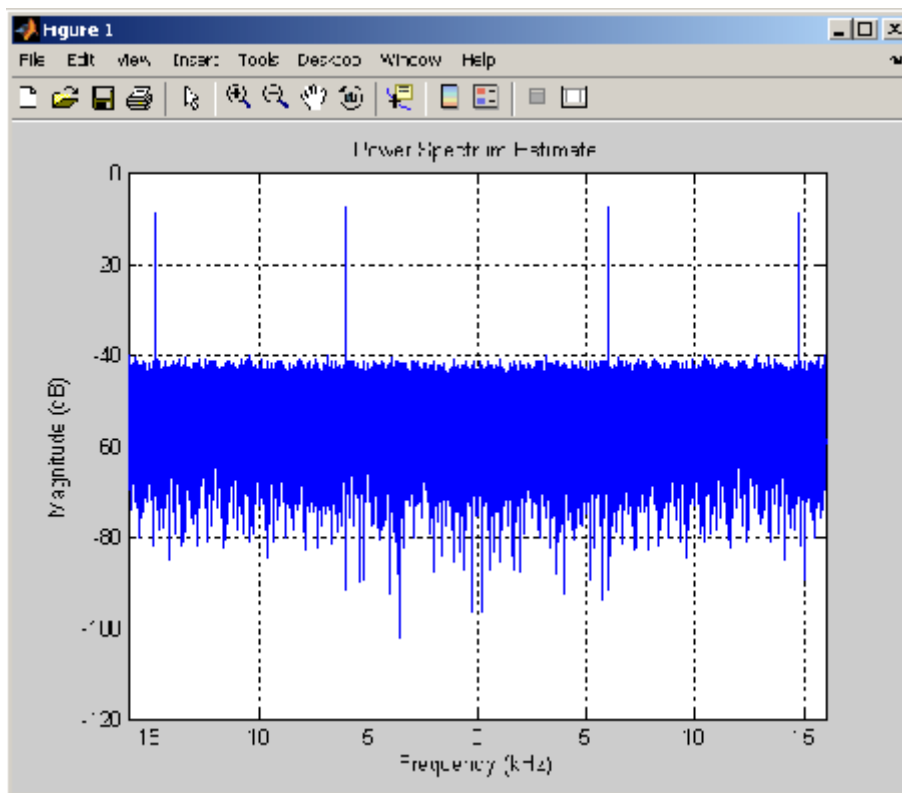 Figure 1
File Edit View Insert Tools Desktop Window Help
Power Spectrum Estimate
0
20
-40
60
-80
-100
-120
Magnitude (dB)
15 10 5 0 5 10 15
Frequency (kHz)